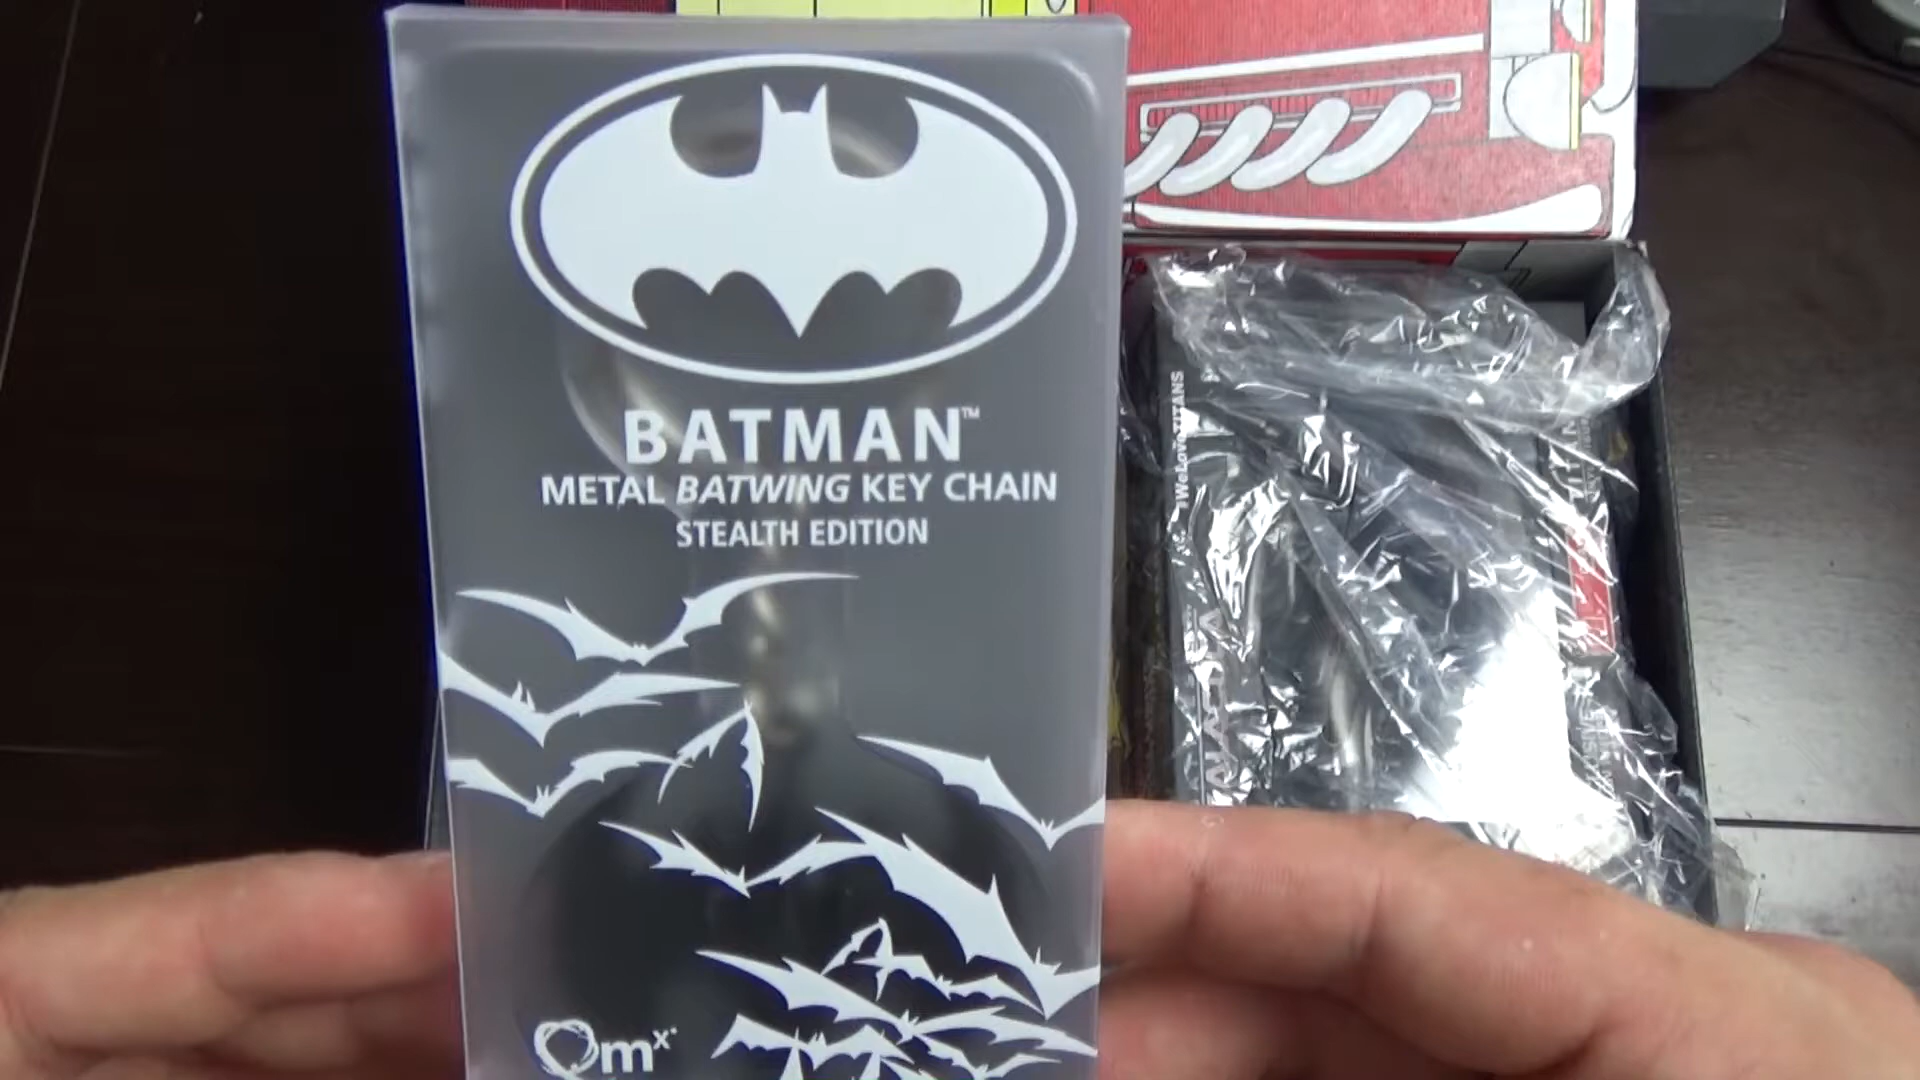 BATMAN™
METAL BATWING KEY CHAIN
STEALTH EDITION
Qmx
#WeLoveTITANS